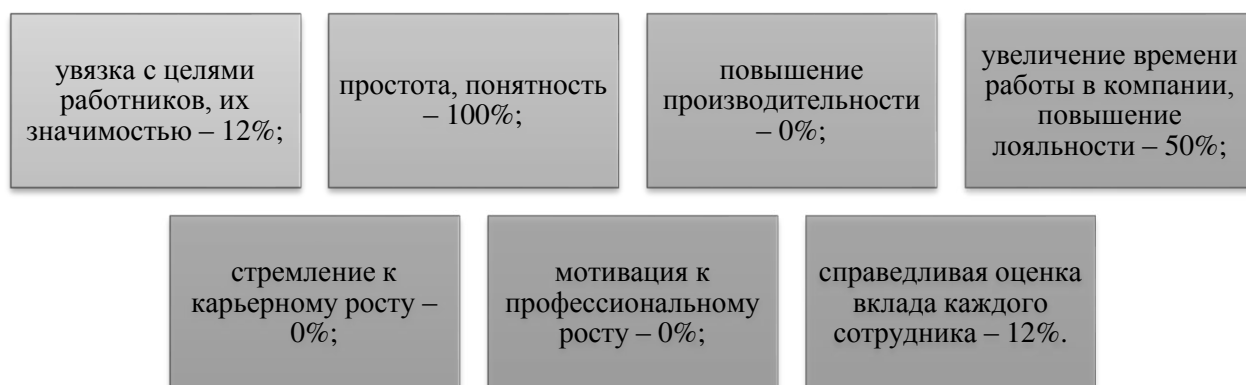 увязка с целями
работников, их
значимостью – 12%;
простота, понятность
– 100%;
повышение
производительности
– 0%;
увеличение времени
работы в компании,
повышение
лояльности – 50%;
стремление к
карьерному росту –
0%;
мотивация к
профессиональному
росту – 0%;
справедливая оценка
вклада каждого
сотрудника – 12%.